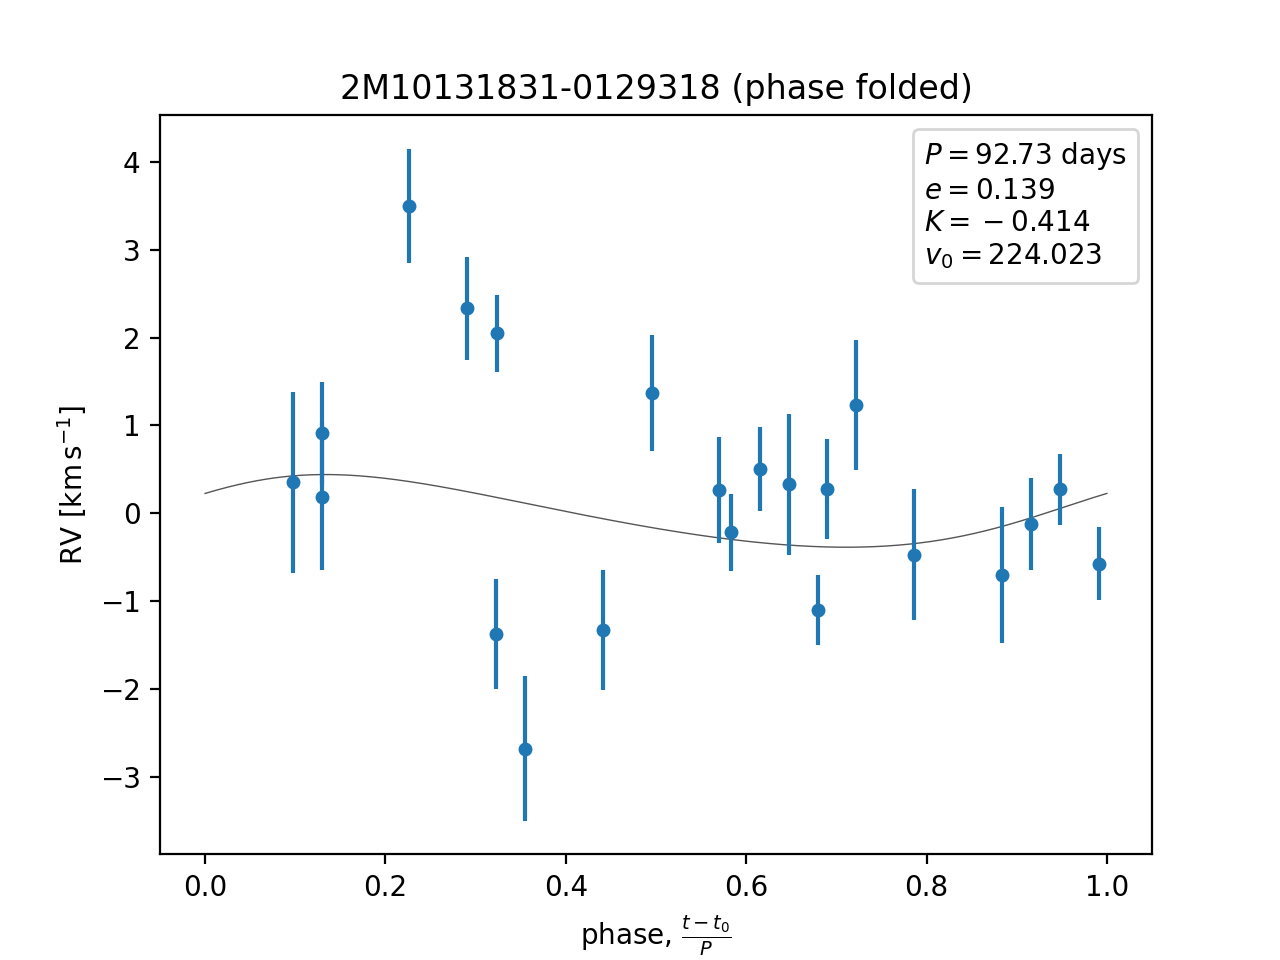 2M10131831-0129318 (phase folded)
P = 92.73 days
e = 0.139
K = −0.414
v₀ = 224.023
RV [km s⁻¹]
4
3
2
1
0
−1
−2
−3
0.0 0.2 0.4 0.6 0.8 1.0
phase, (t − t₀)/P